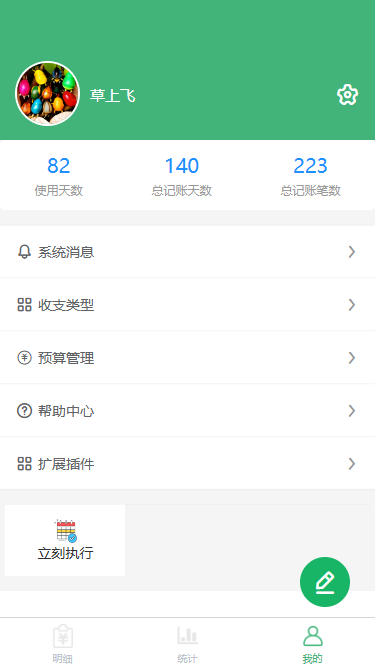 草上飞
82 140 223
使用天数 总记账天数 总记账笔数
系统消息
收支类型
预算管理
帮助中心
扩展插件
立刻执行
明细 统计 我的